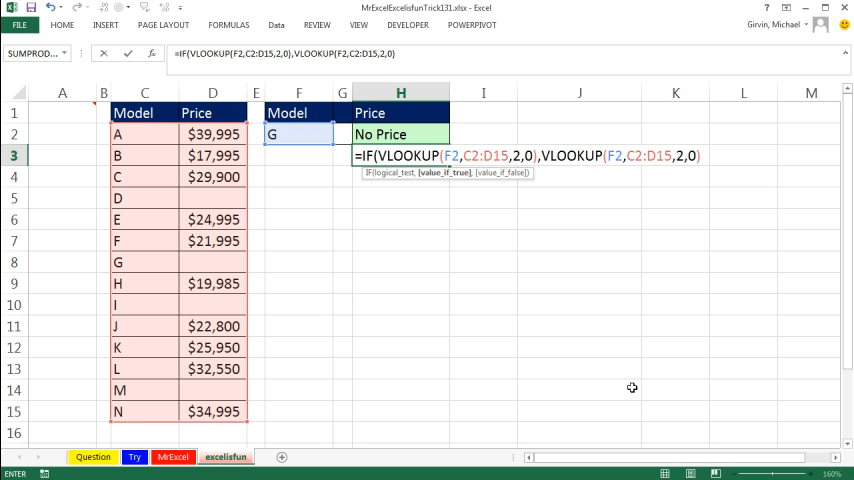 MrExcelExcelisfunTrick131.xlsx - Excel
FILE HOME INSERT PAGE LAYOUT FORMULAS Data REVIEW VIEW DEVELOPER POWERPIVOT Girvin, Michael
SUMPROD... =IF(VLOOKUP(F2,C2:D15,2,0),VLOOKUP(F2,C2:D15,2,0)
A B C D E F G H I J K L M
1 Model Price Model Price
2 A $39,995 G No Price
3 B $17,995 =IF(VLOOKUP(F2,C2:D15,2,0),VLOOKUP(F2,C2:D15,2,0)
4 C $29,900 IF(logical_test, [value_if_true], [value_if_false])
5 D
6 E $24,995
7 F $21,995
8 G
9 H $19,985
10 I
11 J $22,800
12 K $25,950
13 L $32,550
14 M
15 N $34,995
16
Question Try MrExcel excelisfun
ENTER 160%